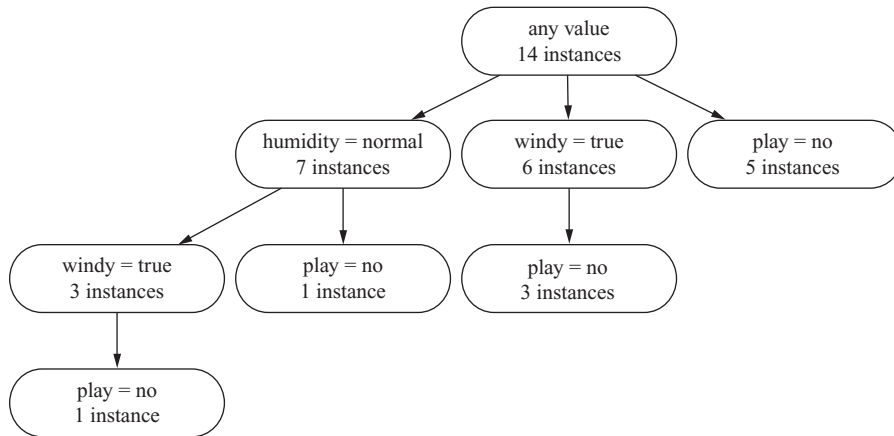 any value
14 instances
humidity = normal
7 instances
windy = true
6 instances
play = no
5 instances
windy = true
3 instances
play = no
1 instance
play = no
3 instances
play = no
1 instance